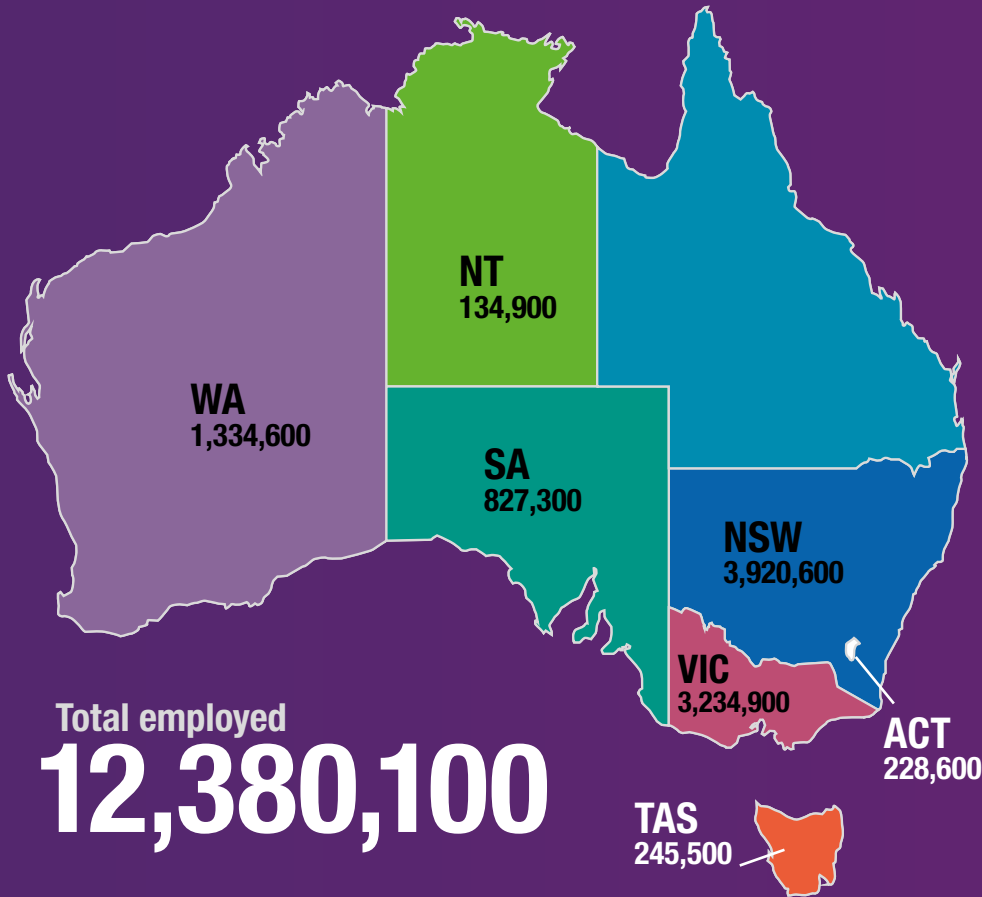 NT
134,900
WA
1,334,600
SA
827,300
NSW
3,920,600
VIC
3,234,900
Total employed
12,380,100
ACT
228,600
TAS
245,500